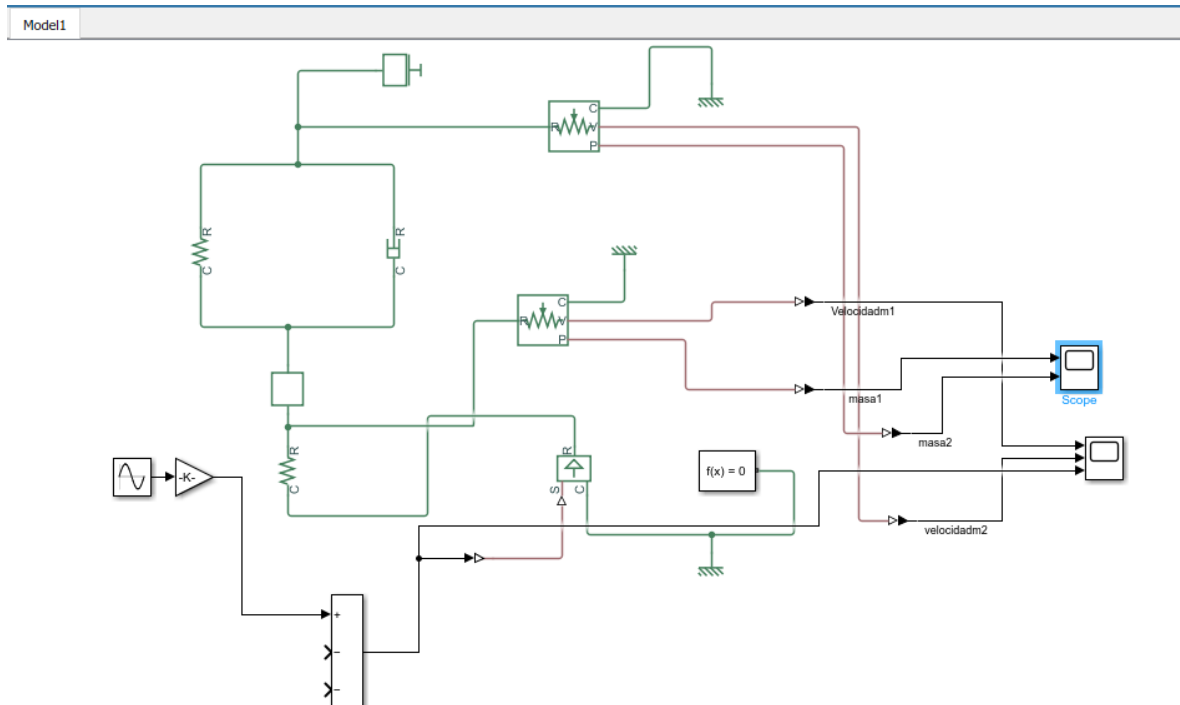 Model1
C
R
V
P
R
R
C
C
C
R
V
P
Velocidadm1
masa1
Scope
masa2
R
C
R
S
C
f(x) = 0
-K-
velocidadm2
+
−
−